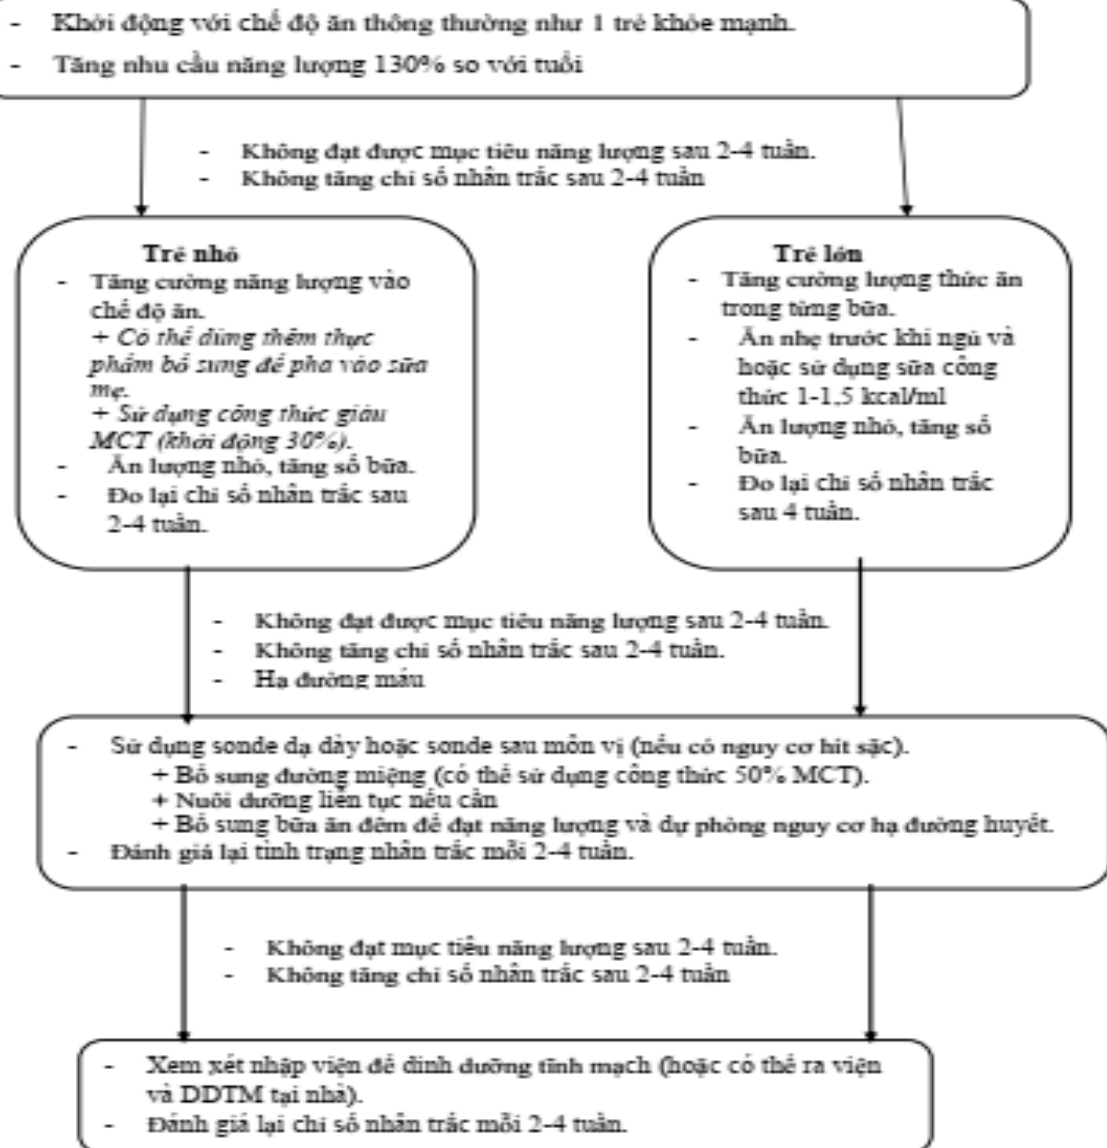 - Khởi động với chế độ ăn thông thường như 1 trẻ khỏe mạnh.
- Tăng nhu cầu năng lượng 130% so với tuổi
- Không đạt được mục tiêu năng lượng sau 2-4 tuần.
- Không tăng chỉ số nhân trắc sau 2-4 tuần
Trẻ nhỏ
- Tăng cường năng lượng vào
chế độ ăn.
+ Có thể dùng thêm thực
phẩm bổ sung để pha vào sữa
mẹ.
+ Sử dụng công thức giàu
MCT (khởi động 30%).
- Ăn lượng nhỏ, tăng số bữa.
- Đo lại chỉ số nhân trắc sau
2-4 tuần.
Trẻ lớn
- Tăng cường lượng thức ăn
trong từng bữa.
- Ăn nhẹ trước khi ngủ và
hoặc sử dụng sữa công
thức 1-1,5 kcal/ml
- Ăn lượng nhỏ, tăng số
bữa.
- Đo lại chỉ số nhân trắc
sau 4 tuần.
- Không đạt được mục tiêu năng lượng sau 2-4 tuần.
- Không tăng chỉ số nhân trắc sau 2-4 tuần.
- Hạ đường máu
- Sử dụng sonde dạ dày hoặc sonde sau môn vị (nếu có nguy cơ hít sặc).
+ Bổ sung đường miệng (có thể sử dụng công thức 50% MCT).
+ Nuôi dưỡng liên tục nếu cần
+ Bổ sung bữa ăn đêm để đạt năng lượng và dự phòng nguy cơ hạ đường huyết.
- Đánh giá lại tình trạng nhân trắc mỗi 2-4 tuần.
- Không đạt mục tiêu năng lượng sau 2-4 tuần.
- Không tăng chỉ số nhân trắc sau 2-4 tuần
- Xem xét nhập viện để dinh dưỡng tĩnh mạch (hoặc có thể ra viện
và DDTM tại nhà).
- Đánh giá lại chỉ số nhân trắc mỗi 2-4 tuần.